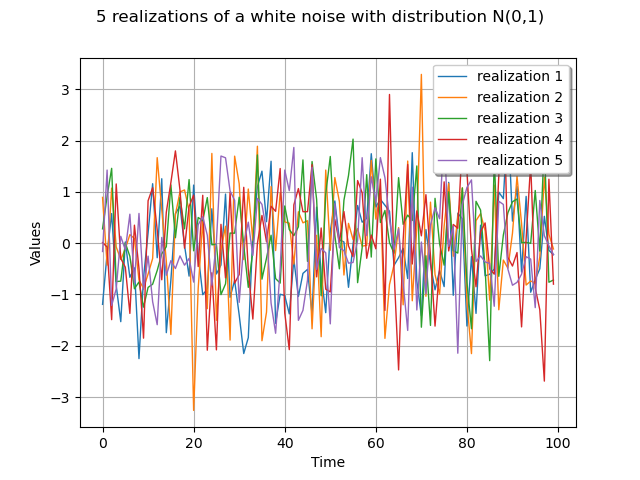 5 realizations of a white noise with distribution N(0,1)
realization 1
realization 2
realization 3
realization 4
realization 5
3
2
1
0
−1
−2
−3
Values
0 20 40 60 80 100
Time